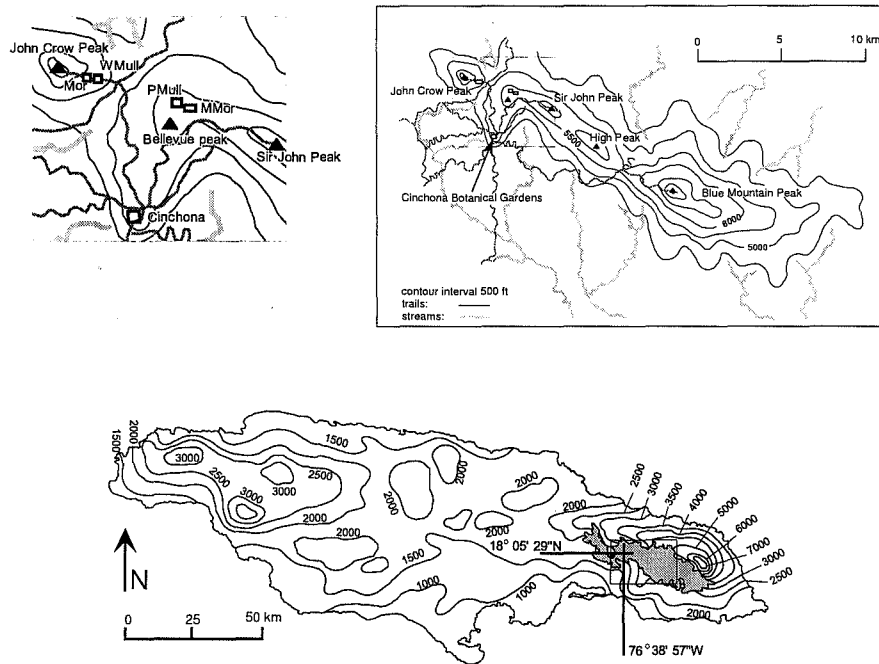 John Crow Peak
WMull
Mor
PMull
MMor
Bellevue peak
Sir John Peak
Cinchona
0 5 10 km
John Crow Peak
Sir John Peak
5500
High Peak
Blue Mountain Peak
Cinchona Botanical Gardens
6000
5000
contour interval 500 ft
trails:
streams:
1500
2000
3000
2500
3000
3000
2500
2000
2000
1500
2000
2000
2000
2000
2000
1500
1000
1000
2000
2500
3000
3500
4000
5000
6000
7000
3000
2500
2000
18° 05' 29"N
76° 38' 57"W
N
0 25 50 km